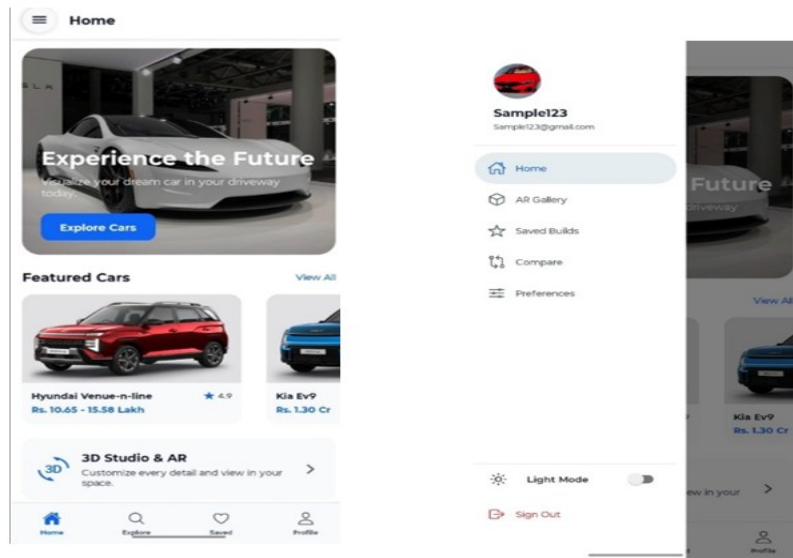 Home
S L A
Experience the Future
Visualize your dream car in your driveway
today.
Explore Cars
Featured Cars
View All
Hyundai Venue-n-line
4.9
Rs. 10.65 - 15.58 Lakh
Kia Ev9
Rs. 1.30 Cr
3D
3D Studio & AR
Customize every detail and view in your
space.
Home
Explore
Saved
Profile
Sample123
Sample123@gmail.com
Home
AR Gallery
Saved Builds
Compare
Preferences
Light Mode
Sign Out
Future
driveway
View All
Kia Ev9
Rs. 1.30 Cr
ew in your
Profile